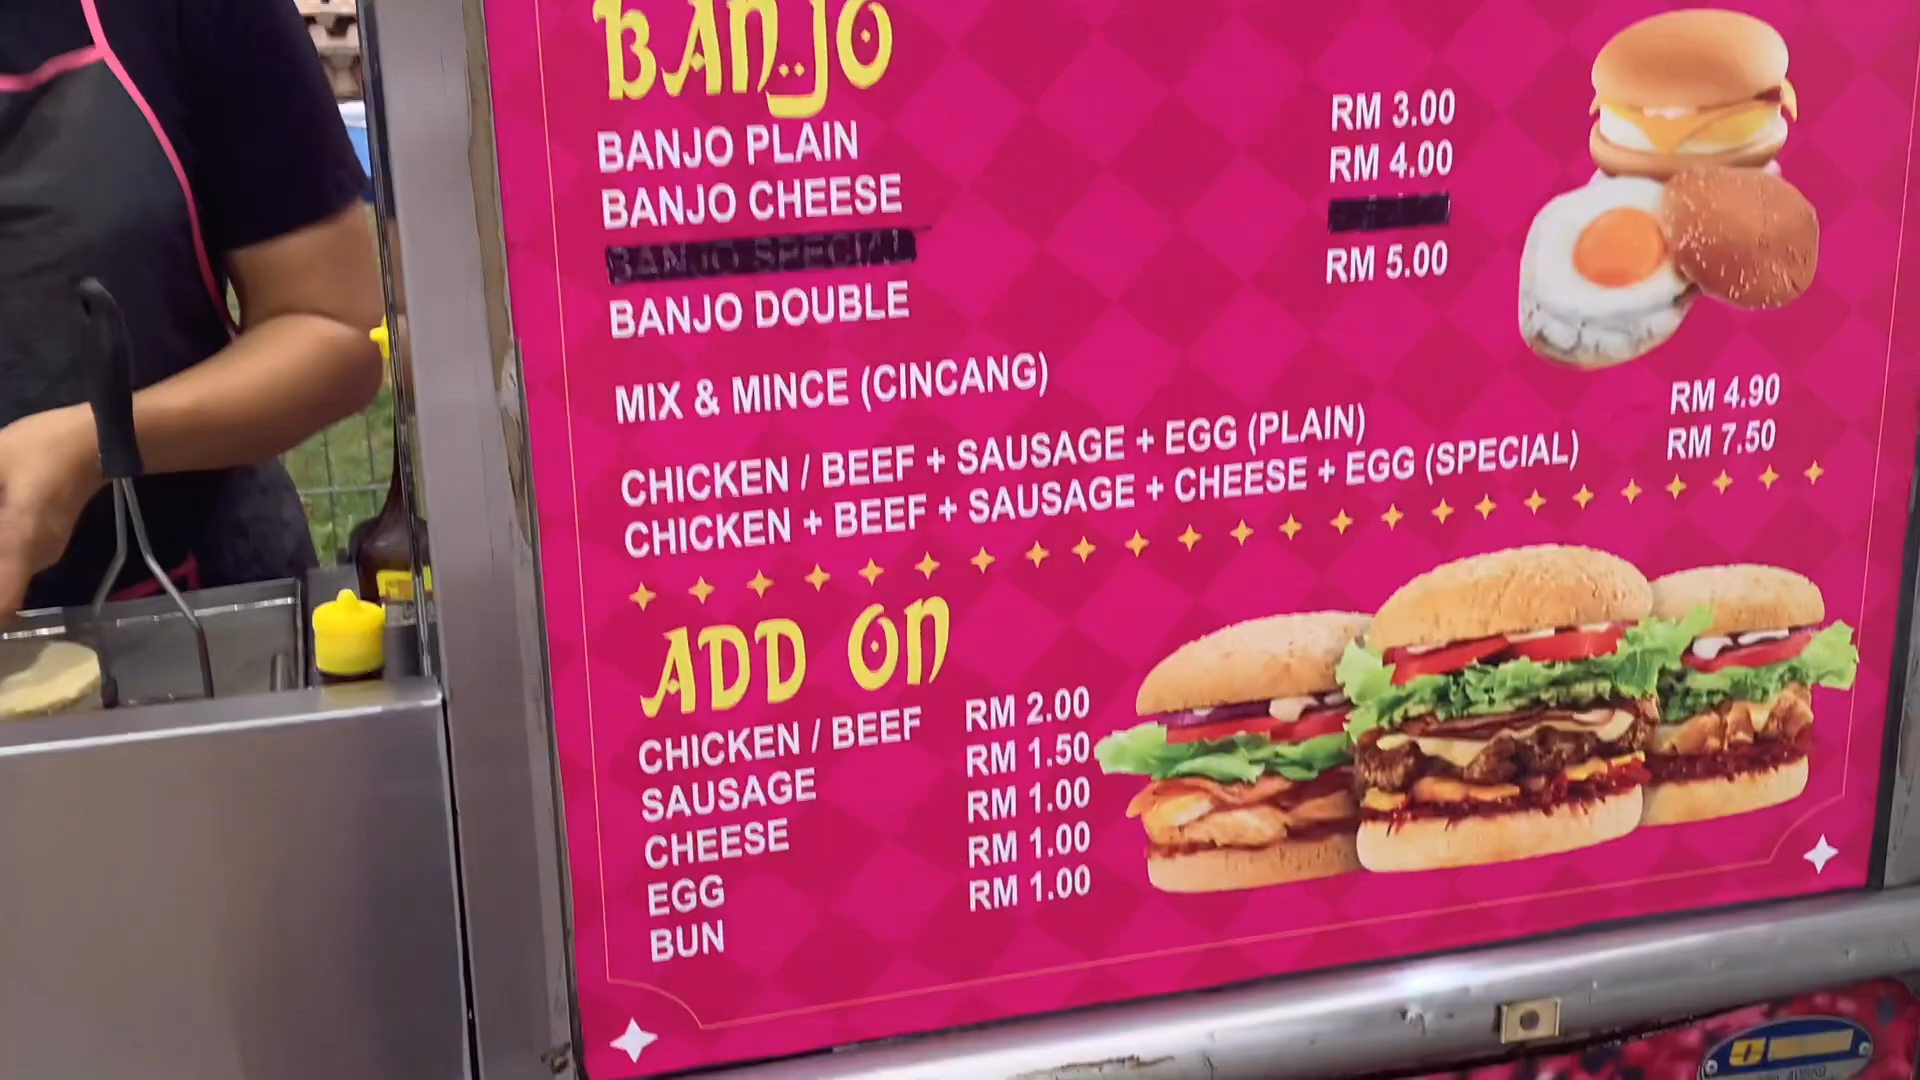 BANJO
BANJO PLAIN RM 3.00
BANJO CHEESE RM 4.00
BANJO SPECIAL
BANJO DOUBLE RM 5.00
MIX & MINCE (CINCANG)
CHICKEN / BEEF + SAUSAGE + EGG (PLAIN) RM 4.90
CHICKEN + BEEF + SAUSAGE + CHEESE + EGG (SPECIAL) RM 7.50
ADD ON
CHICKEN / BEEF RM 2.00
SAUSAGE RM 1.50
CHEESE RM 1.00
EGG RM 1.00
BUN RM 1.00